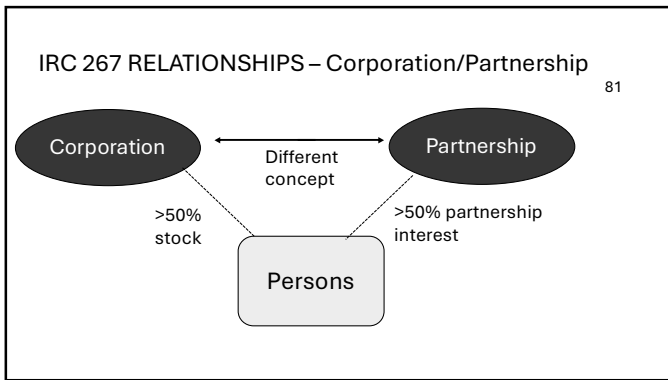 IRC 267 RELATIONSHIPS – Corporation/Partnership
81
Corporation
Partnership
Different
concept
>50%
stock
>50% partnership
interest
Persons